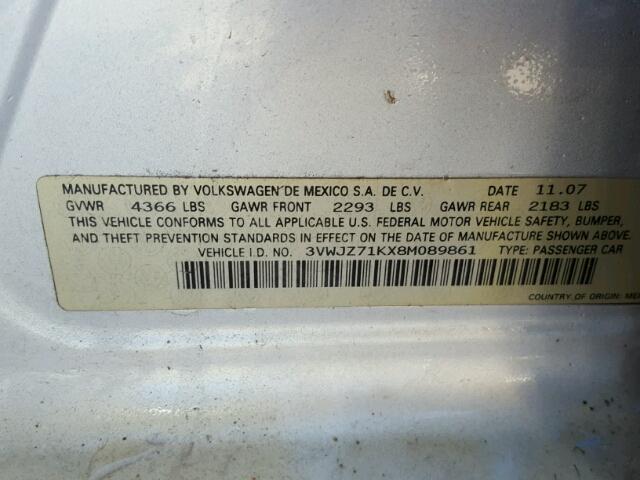 MANUFACTURED BY VOLKSWAGEN DE MEXICO S.A. DE C.V. DATE 11.07
GVWR 4366 LBS GAWR FRONT 2293 LBS GAWR REAR 2183 LBS
THIS VEHICLE CONFORMS TO ALL APPLICABLE U.S. FEDERAL MOTOR VEHICLE SAFETY, BUMPER,
AND THEFT PREVENTION STANDARDS IN EFFECT ON THE DATE OF MANUFACTURE SHOWN ABOVE.
VEHICLE I.D. NO. 3VWJZ71KX8M089861 TYPE: PASSENGER CAR
COUNTRY OF ORIGIN: ME